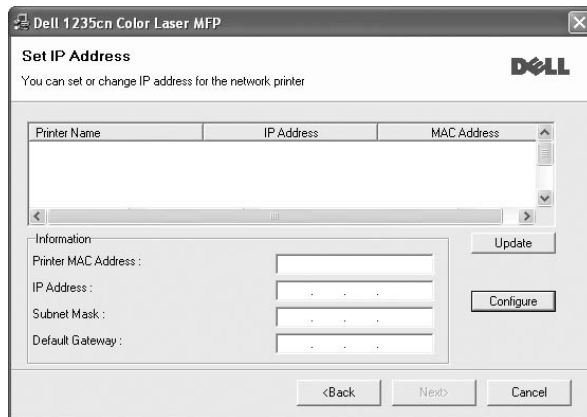 Dell 1235cn Color Laser MFP
Set IP Address
You can set or change IP address for the network printer
DELL
Printer Name IP Address MAC Address
Information
Update
Printer MAC Address :
IP Address :
Configure
Subnet Mask :
Default Gateway :
<Back Next> Cancel